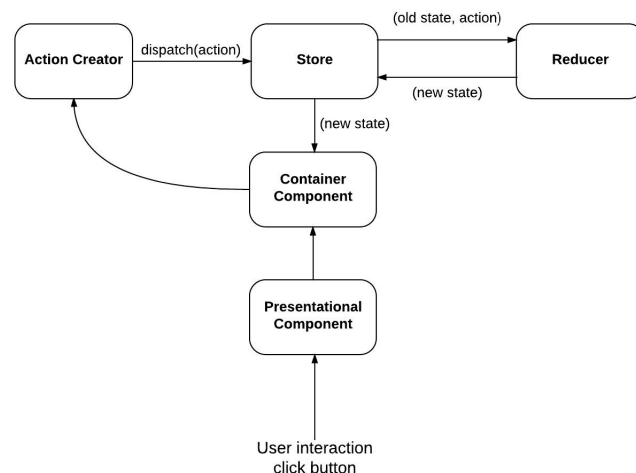 (old state, action)
Action Creator
dispatch(action)
Store
Reducer
(new state)
(new state)
Container
Component
Presentational
Component
User interaction
click button